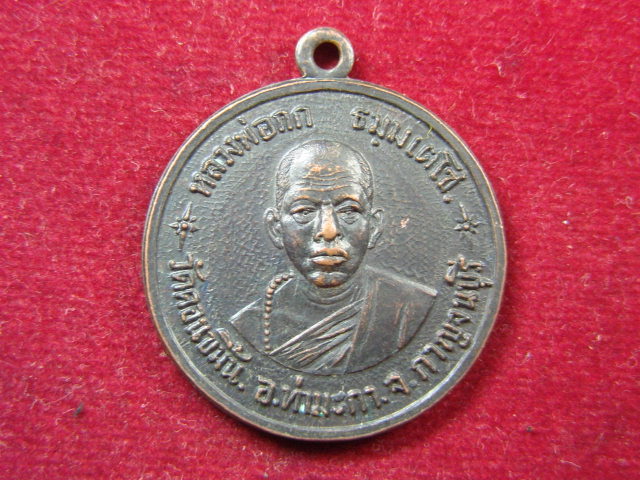 หลวงพ่อถก ธมฺมเตโช.
วัดดอนขมิ้น. อ.ท่ามะกา. จ.กาญจนบุรี